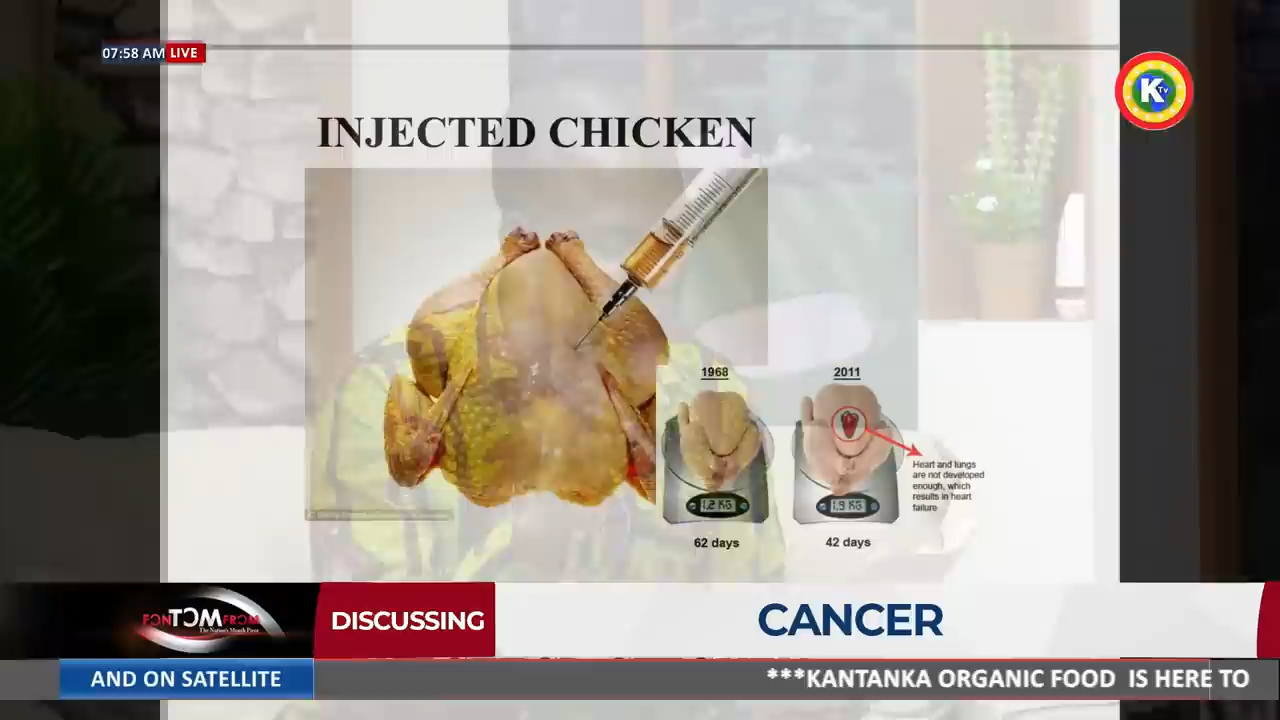 07:58 AM LIVE
K TV
INJECTED CHICKEN
1968
2011
Heart and lungs
are not developed
enough, which
results in heart
failure
1.2 KG
1.9 KG
62 days
42 days
FONTOMFROM
The Nation's Mouth Piece
DISCUSSING
CANCER
AND ON SATELLITE
***KANTANKA ORGANIC FOOD IS HERE TO